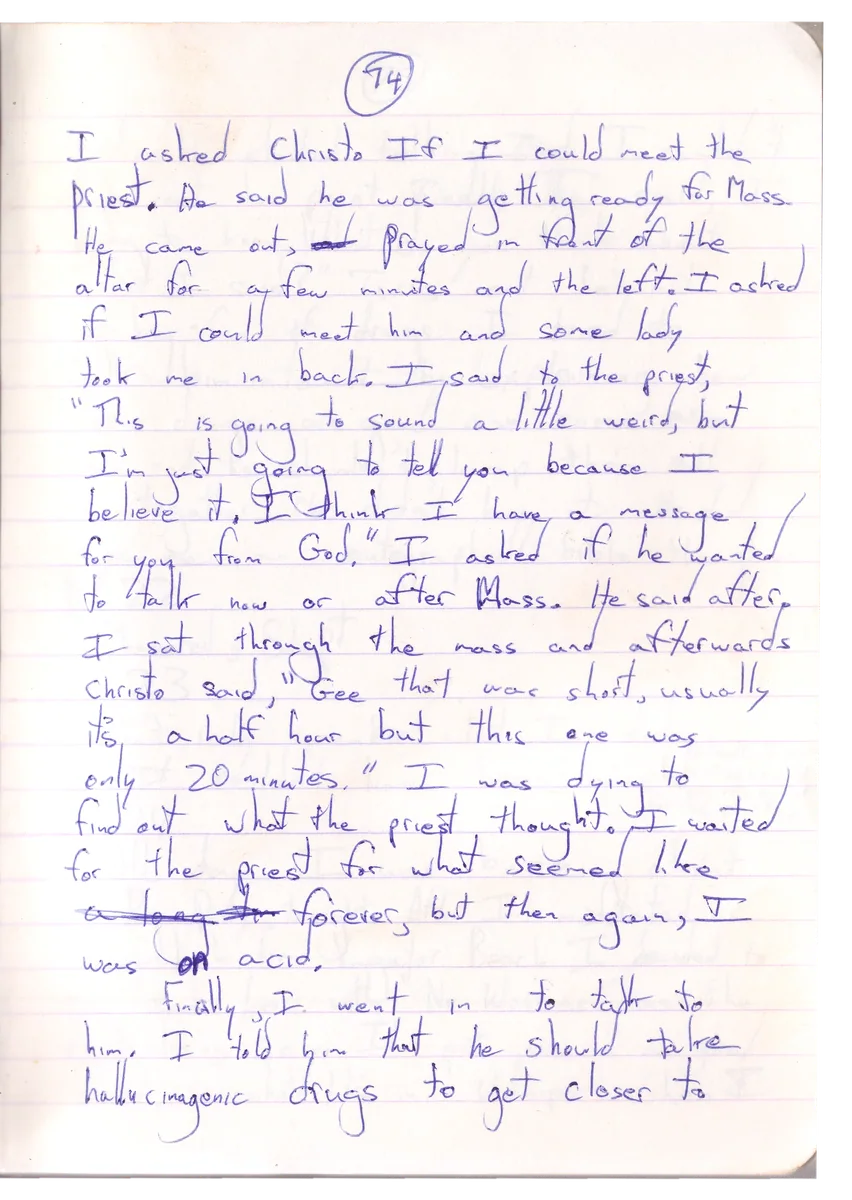 94
I asked Christo If I could meet the
priest. He said he was getting ready for Mass.
He came out, and prayed in front of the
altar for a few minutes and the left. I asked
if I could meet him and some lady
took me in back. I said to the priest,
"This is going to sound a little weird, but
I'm just going to tell you because I
believe it. I think I have a message
for you from God." I asked if he wanted
to talk now or after Mass. He said after.
I sat through the mass and afterwards
Christo said, "Gee that was short, usually
it's a half hour but this one was
only 20 minutes." I was dying to
find out what the priest thought. I waited
for the priest for what seemed like
a long forever, but then again, I
was on acid.
Finally, I went in to talk to
him. I told him that he should take
hallucinagenic drugs to get closer to